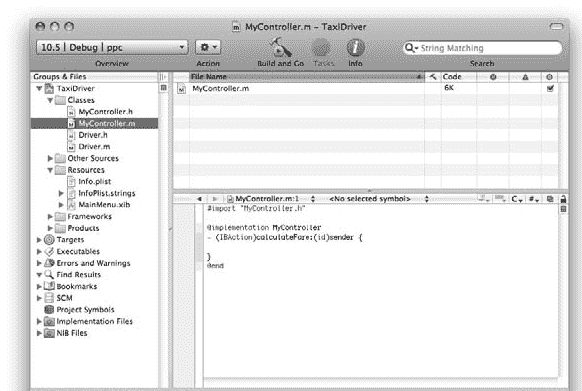 MyController.m – TaxiDriver
10.5 | Debug | ppc
String Matching
Overview
Action
Build and Go
Tasks
Info
Search
Groups & Files
File Name
Code
TaxiDriver
MyController.m
6K
Classes
MyController.h
MyController.m
Driver.h
Driver.m
Other Sources
Resources
Info.plist
InfoPlist.strings
MainMenu.xib
Frameworks
Products
Targets
Executables
Errors and Warnings
Find Results
Bookmarks
SCM
Project Symbols
Implementation Files
NIB Files
MyController.m:1
<No selected symbol>
C
#
#import "MyController.h"
@implementation MyController
- (IBAction)calculateFare:(id)sender {
}
@end